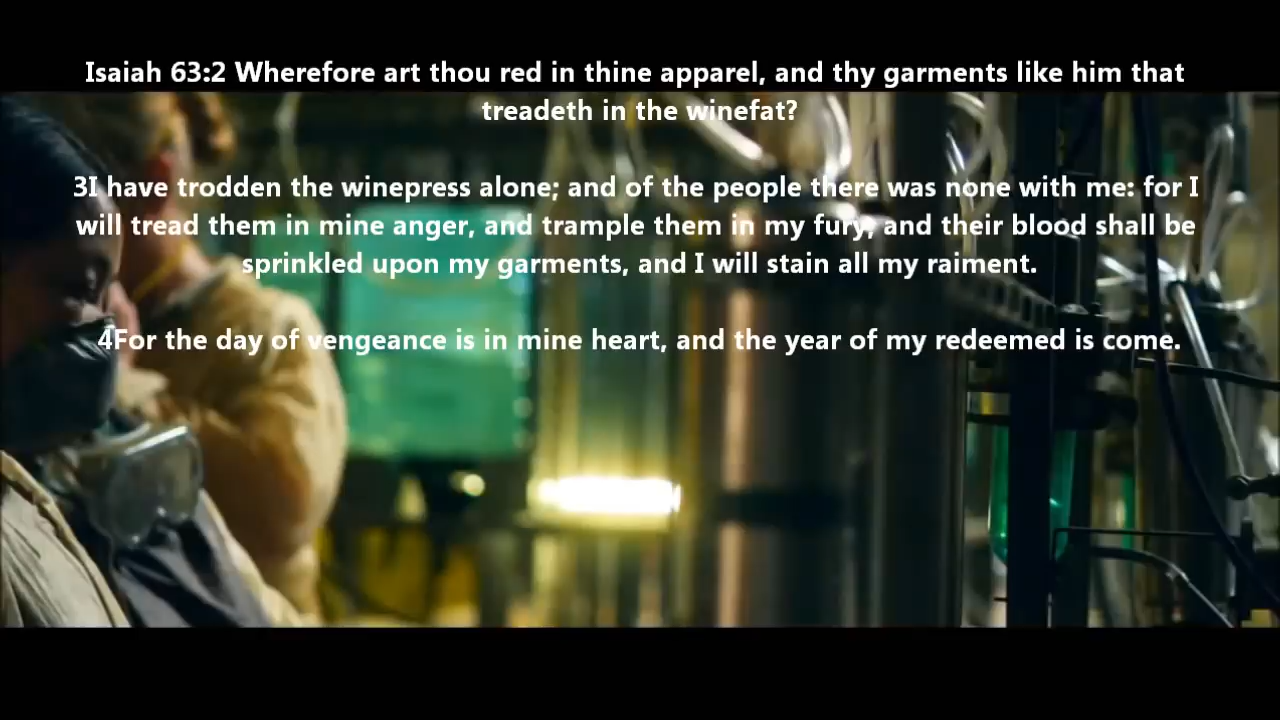 Isaiah 63:2 Wherefore art thou red in thine apparel, and thy garments like him that
treadeth in the winefat?
3I have trodden the winepress alone; and of the people there was none with me: for I
will tread them in mine anger, and trample them in my fury; and their blood shall be
sprinkled upon my garments, and I will stain all my raiment.
4For the day of vengeance is in mine heart, and the year of my redeemed is come.